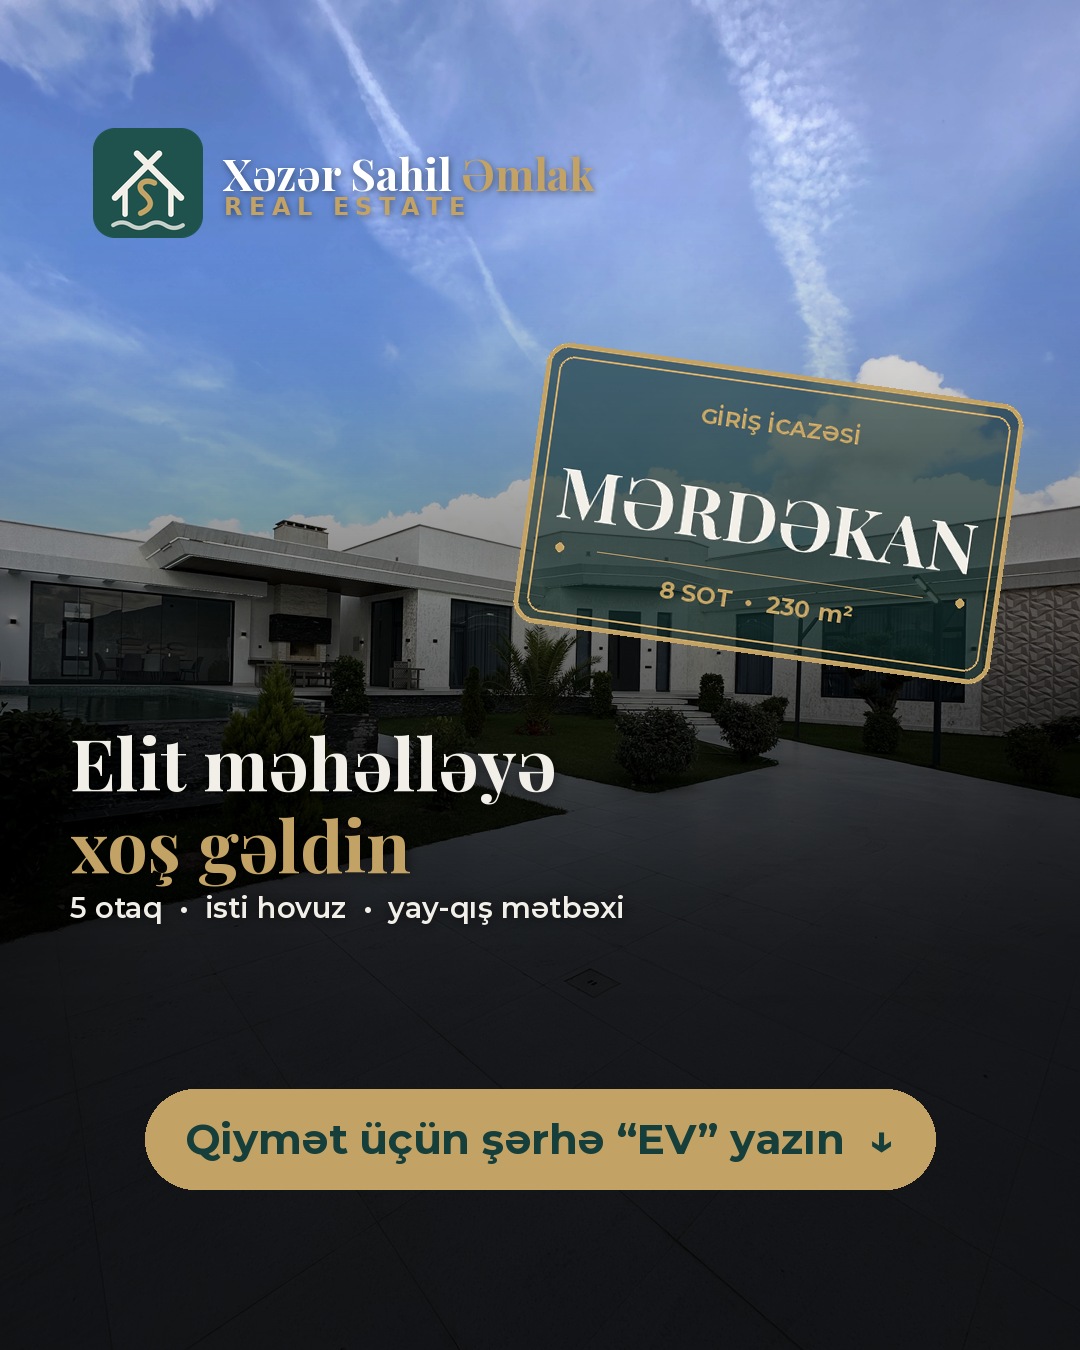 Xəzər Sahil Əmlak
REAL ESTATE
GİRİŞ İCAZƏSİ
MƏRDƏKAN
8 SOT • 230 m²
Elit məhəlləyə
xoş gəldin
5 otaq • isti hovuz • yay-qış mətbəxi
Qiymət üçün şərhə “EV” yazın ↓